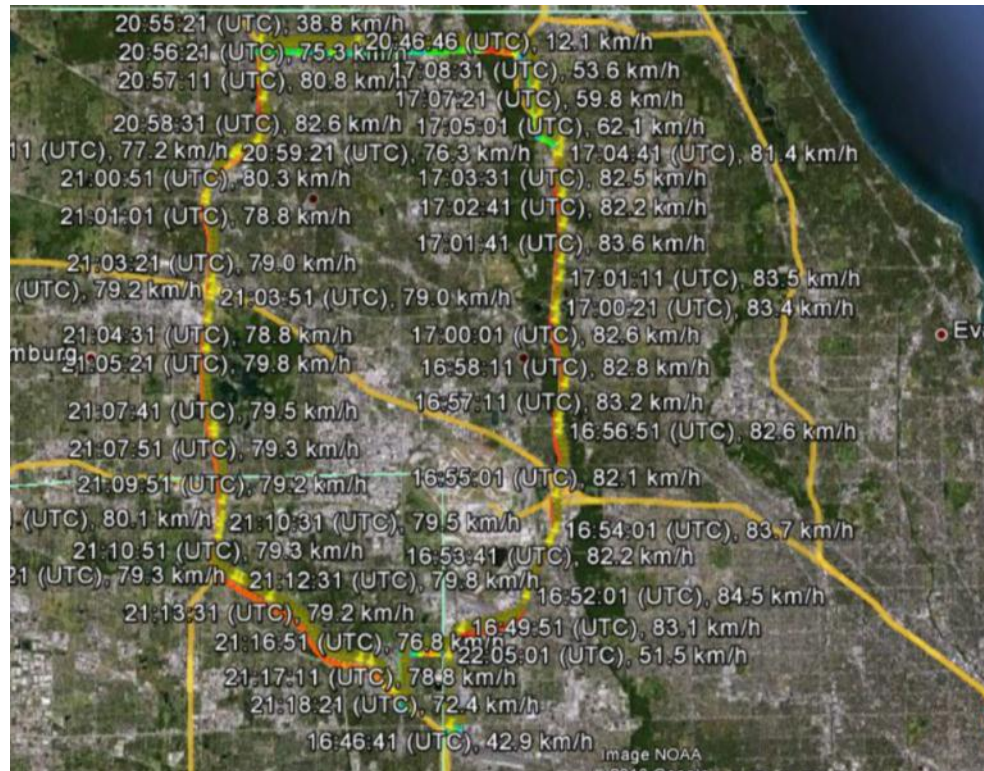 20:55:21 (UTC), 38.8 km/h
20:46:46 (UTC), 12.1 km/h
20:56:21 (UTC), 75.3 km/h
17:08:31 (UTC), 53.6 km/h
20:57:11 (UTC), 80.8 km/h
17:07:21 (UTC), 59.8 km/h
20:58:31 (UTC), 82.6 km/h
17:05:01 (UTC), 62.1 km/h
11 (UTC), 77.2 km/h
20:59:21 (UTC), 76.3 km/h
17:04:41 (UTC), 81.4 km/h
21:00:51 (UTC), 80.3 km/h
17:03:31 (UTC), 82.5 km/h
21:01:01 (UTC), 78.8 km/h
17:02:41 (UTC), 82.2 km/h
17:01:41 (UTC), 83.6 km/h
21:03:21 (UTC), 79.0 km/h
17:01:11 (UTC), 83.5 km/h
(UTC), 79.2 km/h
21:03:51 (UTC), 79.0 km/h
17:00:21 (UTC), 83.4 km/h
21:04:31 (UTC), 78.8 km/h
17:00:01 (UTC), 82.6 km/h
Eva
mburg
21:05:21 (UTC), 79.8 km/h
16:58:11 (UTC), 82.8 km/h
21:07:41 (UTC), 79.5 km/h
16:57:11 (UTC), 83.2 km/h
16:56:51 (UTC), 82.6 km/h
21:07:51 (UTC), 79.3 km/h
16:55:01 (UTC), 82.1 km/h
21:09:51 (UTC), 79.2 km/h
(UTC), 80.1 km/h
21:10:31 (UTC), 79.5 km/h
16:54:01 (UTC), 83.7 km/h
21:10:51 (UTC), 79.3 km/h
16:53:41 (UTC), 82.2 km/h
21 (UTC), 79.3 km/h
21:12:31 (UTC), 79.8 km/h
16:52:01 (UTC), 84.5 km/h
21:13:31 (UTC), 79.2 km/h
16:49:51 (UTC), 83.1 km/h
21:16:51 (UTC), 76.8 km/h
22:05:01 (UTC), 51.5 km/h
21:17:11 (UTC), 78.8 km/h
21:18:21 (UTC), 72.4 km/h
16:46:41 (UTC), 42.9 km/h
Image NOAA